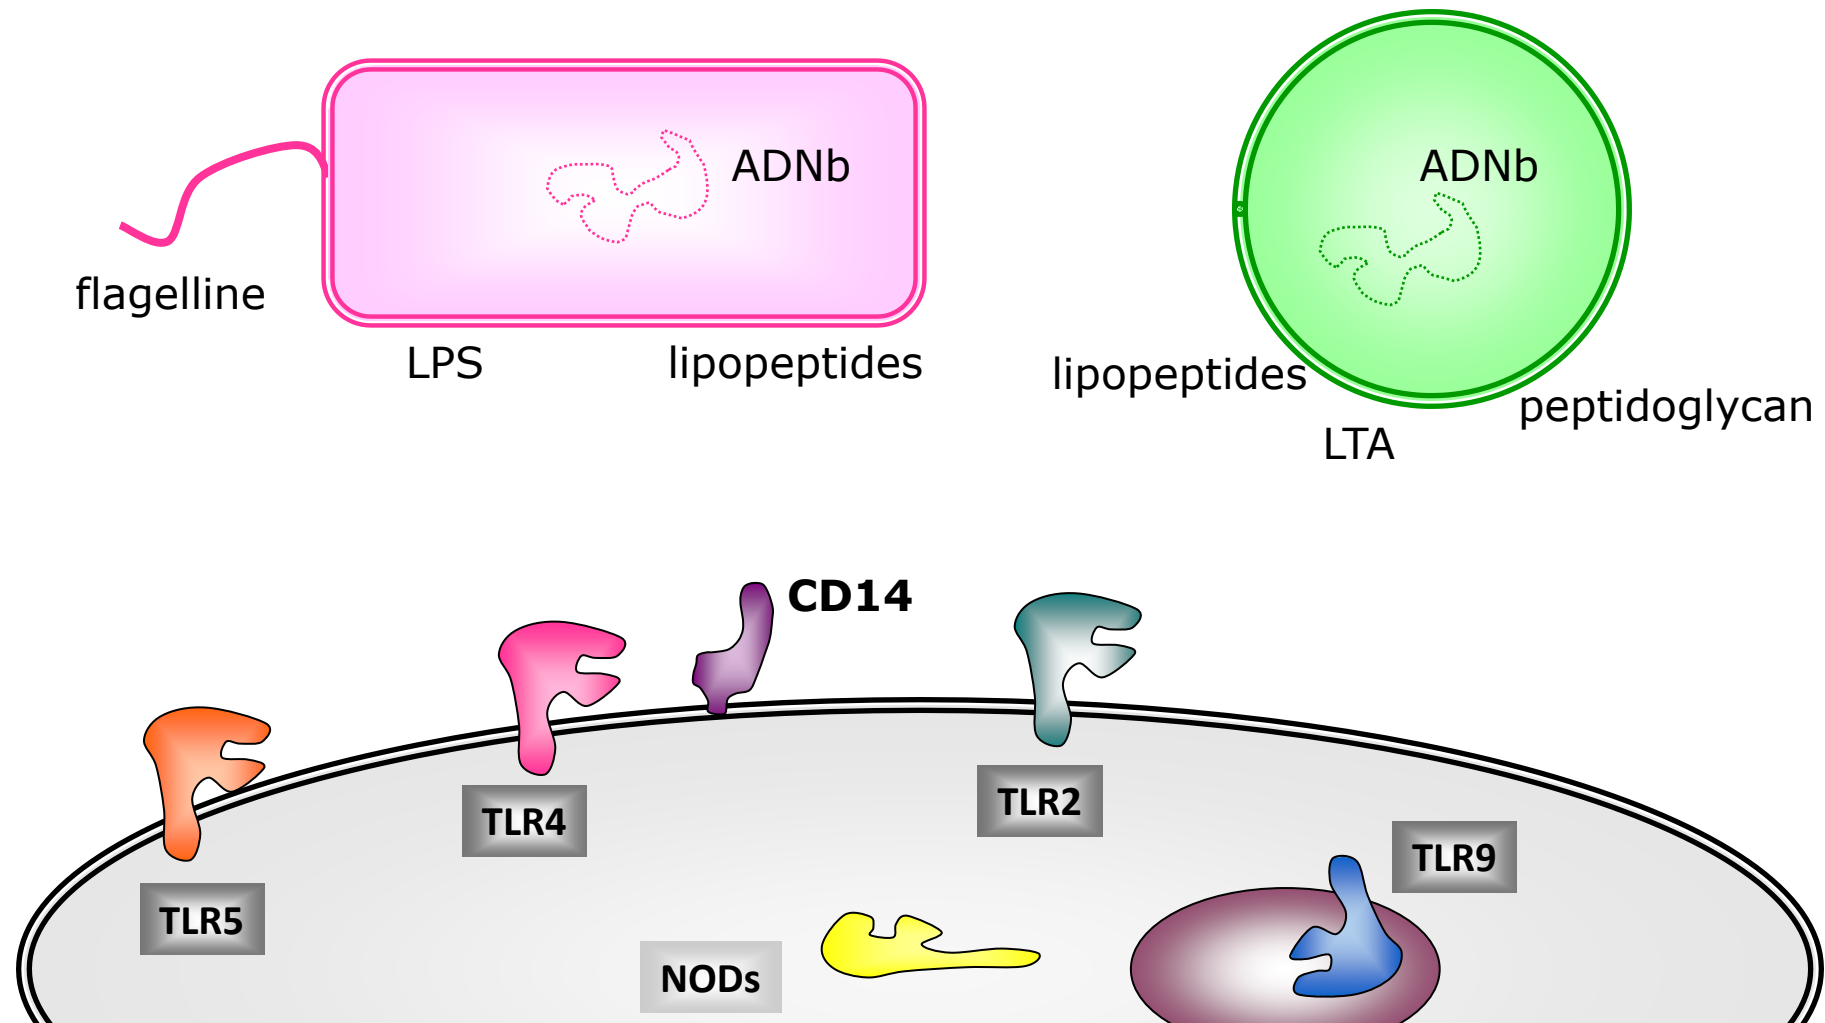 ADNb
ADNb
flagelline
LPS
lipopeptides
lipopeptides
peptidoglycan
LTA
CD14
TLR4
TLR2
TLR9
TLR5
NODs